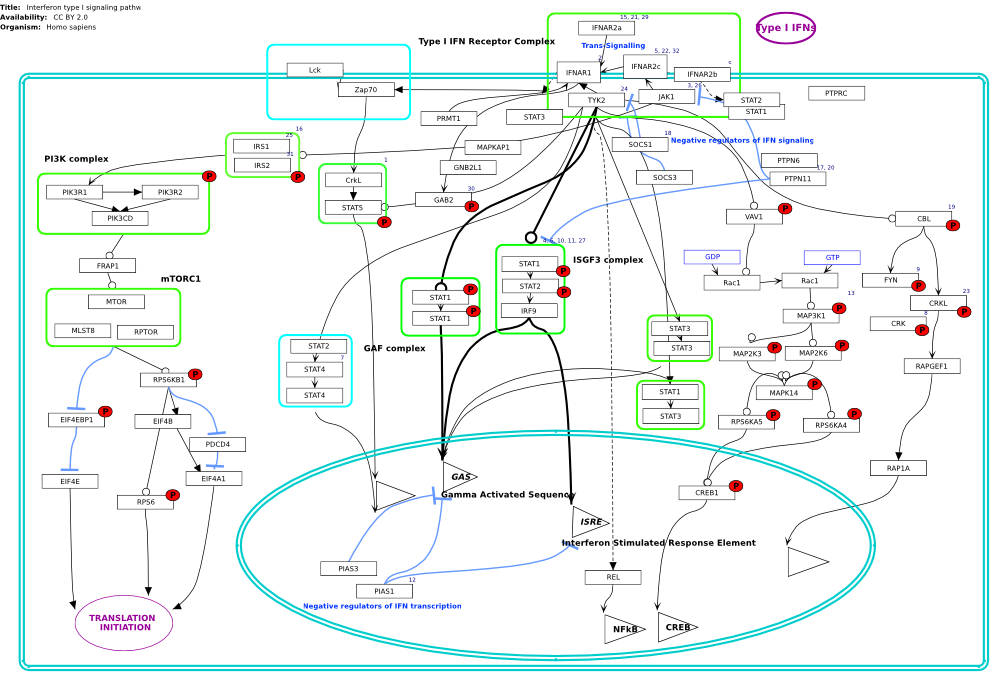 Title: Interferon type I signaling pathw
Availability: CC BY 2.0
Organism: Homo sapiens
Type I IFN Receptor Complex
15, 21, 29
IFNAR2a
Type I IFNs
Trans-Signalling
5, 22, 32
IFNAR1
IFNAR2c
IFNAR2b
c
Lck
Zap70
24
TYK2
JAK1
3, 20
STAT2
STAT1
PTPRC
PRMT1
STAT3
16
25
IRS1
31
IRS2
18
SOCS1
Negative regulators of IFN signaling
MAPKAP1
PI3K complex
PIK3R1
PIK3R2
PIK3CD
P
P
1
CrkL
STAT5
P
GNB2L1
SOCS3
PTPN6
17, 20
PTPN11
30
GAB2
P
VAV1
P
19
CBL
P
4, 6, 10, 11, 27
ISGF3 complex
STAT1
P
STAT2
P
IRF9
FRAP1
mTORC1
MTOR
MLST8
RPTOR
STAT1
P
STAT1
P
GDP
GTP
Rac1
Rac1
9
FYN
P
13
MAP3K1
P
23
CRKL
P
8
CRK
P
GAF complex
STAT2
7
STAT4
STAT4
STAT3
P
STAT3
MAP2K3
P
MAP2K6
P
RAPGEF1
RPS6KB1
P
MAPK14
P
STAT1
STAT3
P
EIF4EBP1
P
EIF4B
PDCD4
RPS6KA5
P
RPS6KA4
P
EIF4E
EIF4A1
RPS6
P
RAP1A
GAS
Gamma Activated Sequence
CREB1
P
ISRE
Interferon Stimulated Response Element
PIAS3
12
PIAS1
REL
Negative regulators of IFN transcription
TRANSLATION
INITIATION
NFkB
CREB